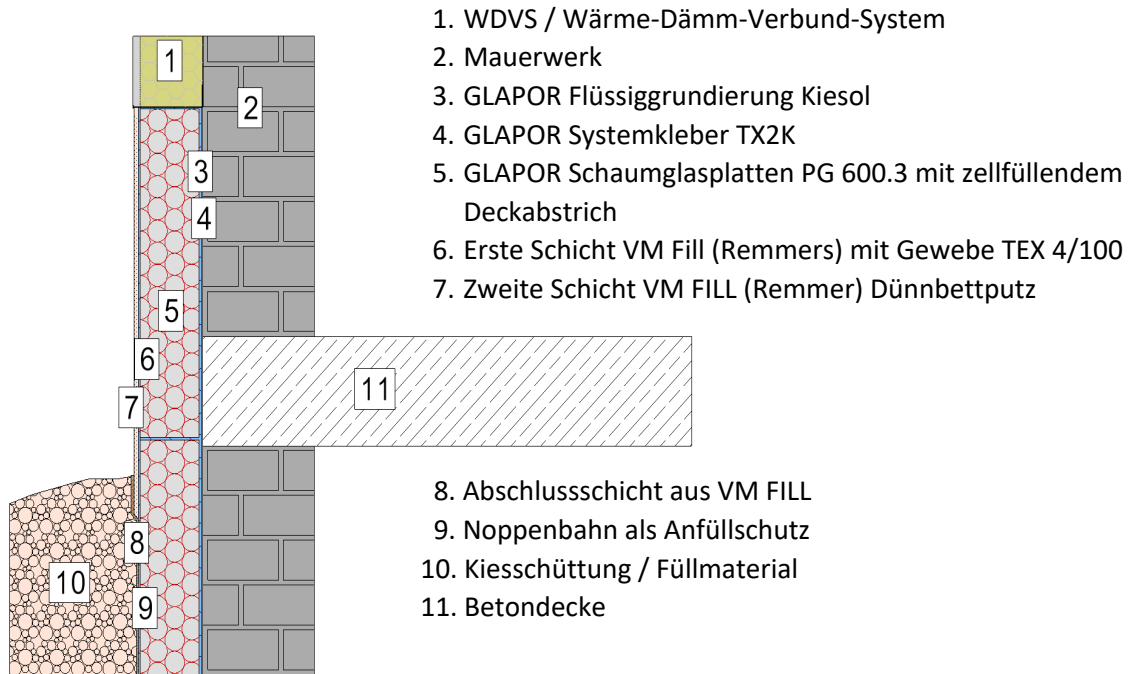 1. WDVS / Wärme-Dämm-Verbund-System
2. Mauerwerk
3. GLAPOR Flüssiggrundierung Kiesol
4. GLAPOR Systemkleber TX2K
5. GLAPOR Schaumglasplatten PG 600.3 mit zellfüllendem
Deckabstrich
6. Erste Schicht VM Fill (Remmers) mit Gewebe TEX 4/100
7. Zweite Schicht VM FILL (Remmer) Dünnbettputz
8. Abschlussschicht aus VM FILL
9. Noppenbahn als Anfüllschutz
10. Kiesschüttung / Füllmaterial
11. Betondecke
1
2
3
4
5
6
7
11
8
10
9